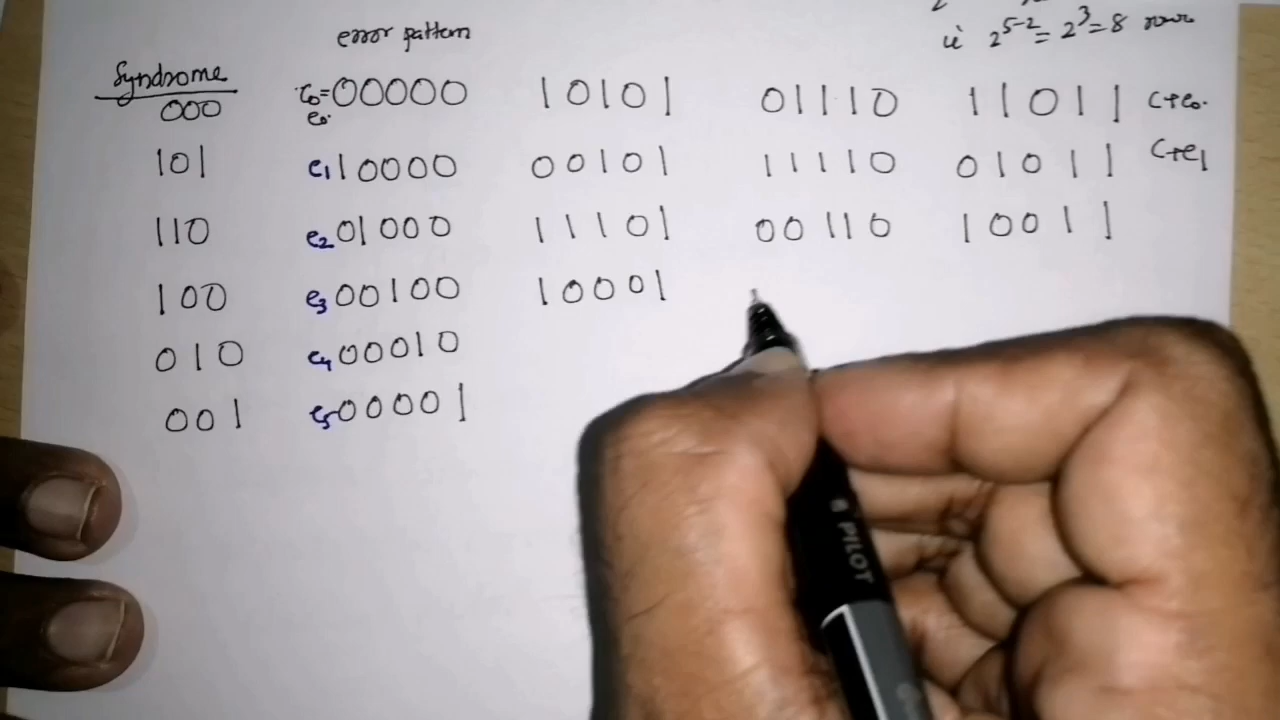 ie 2^5-2 = 2^3 = 8 rows
error pattern
Syndrome
000 c0=00000 10101 01110 11011 C+e0.
e0.
101 e1 10000 00101 11110 01011 C+e1
110 e2 01000 11101 00110 10011
100 e3 00100 10001
010 e4 00010
001 e5 00001
PILOT